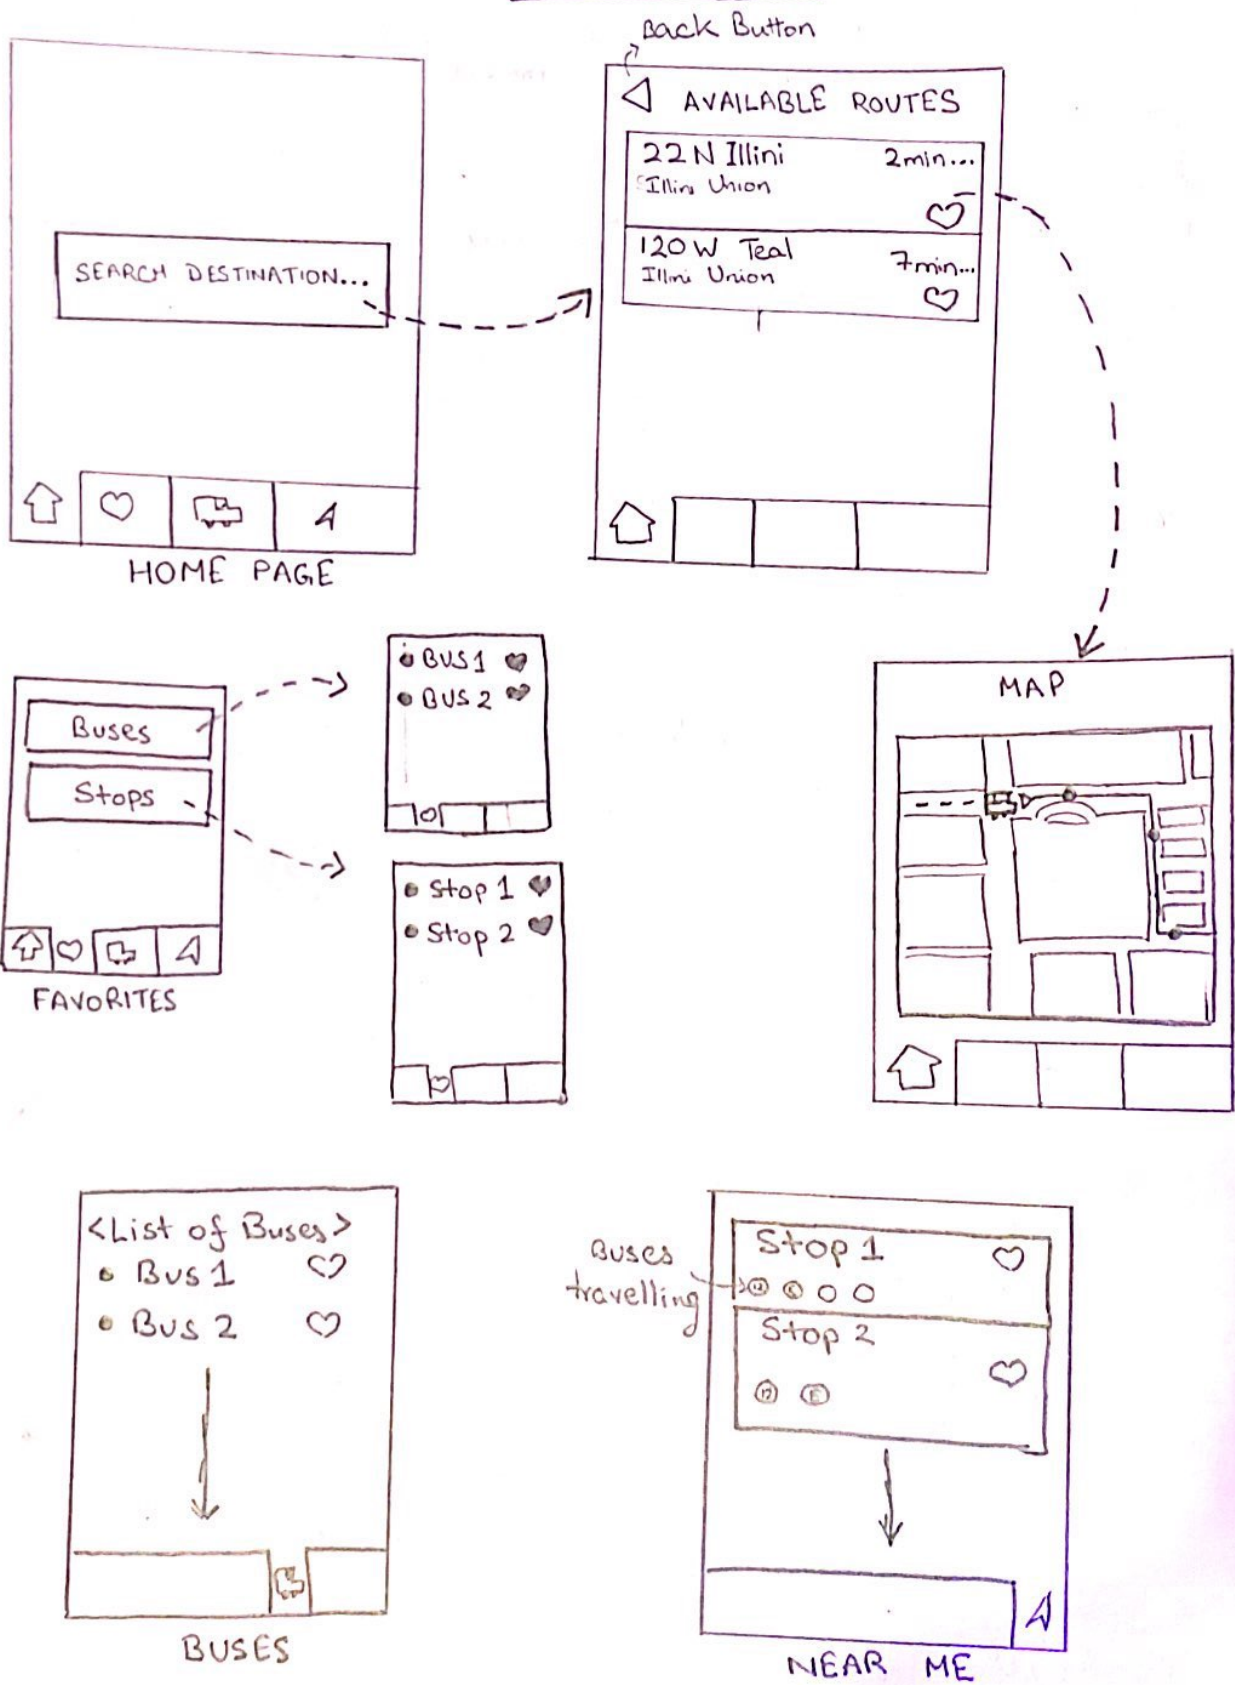 Back Button
AVAILABLE ROUTES
22N Illini 2min...
Illini Union
120W Teal 7min...
Illini Union
SEARCH DESTINATION...
HOME PAGE
Buses
Stops
FAVORITES
BUS1
BUS 2
Stop 1
Stop 2
MAP
<List of Buses>
Bus 1
Bus 2
BUSES
Buses
travelling
Stop 1
Stop 2
NEAR ME